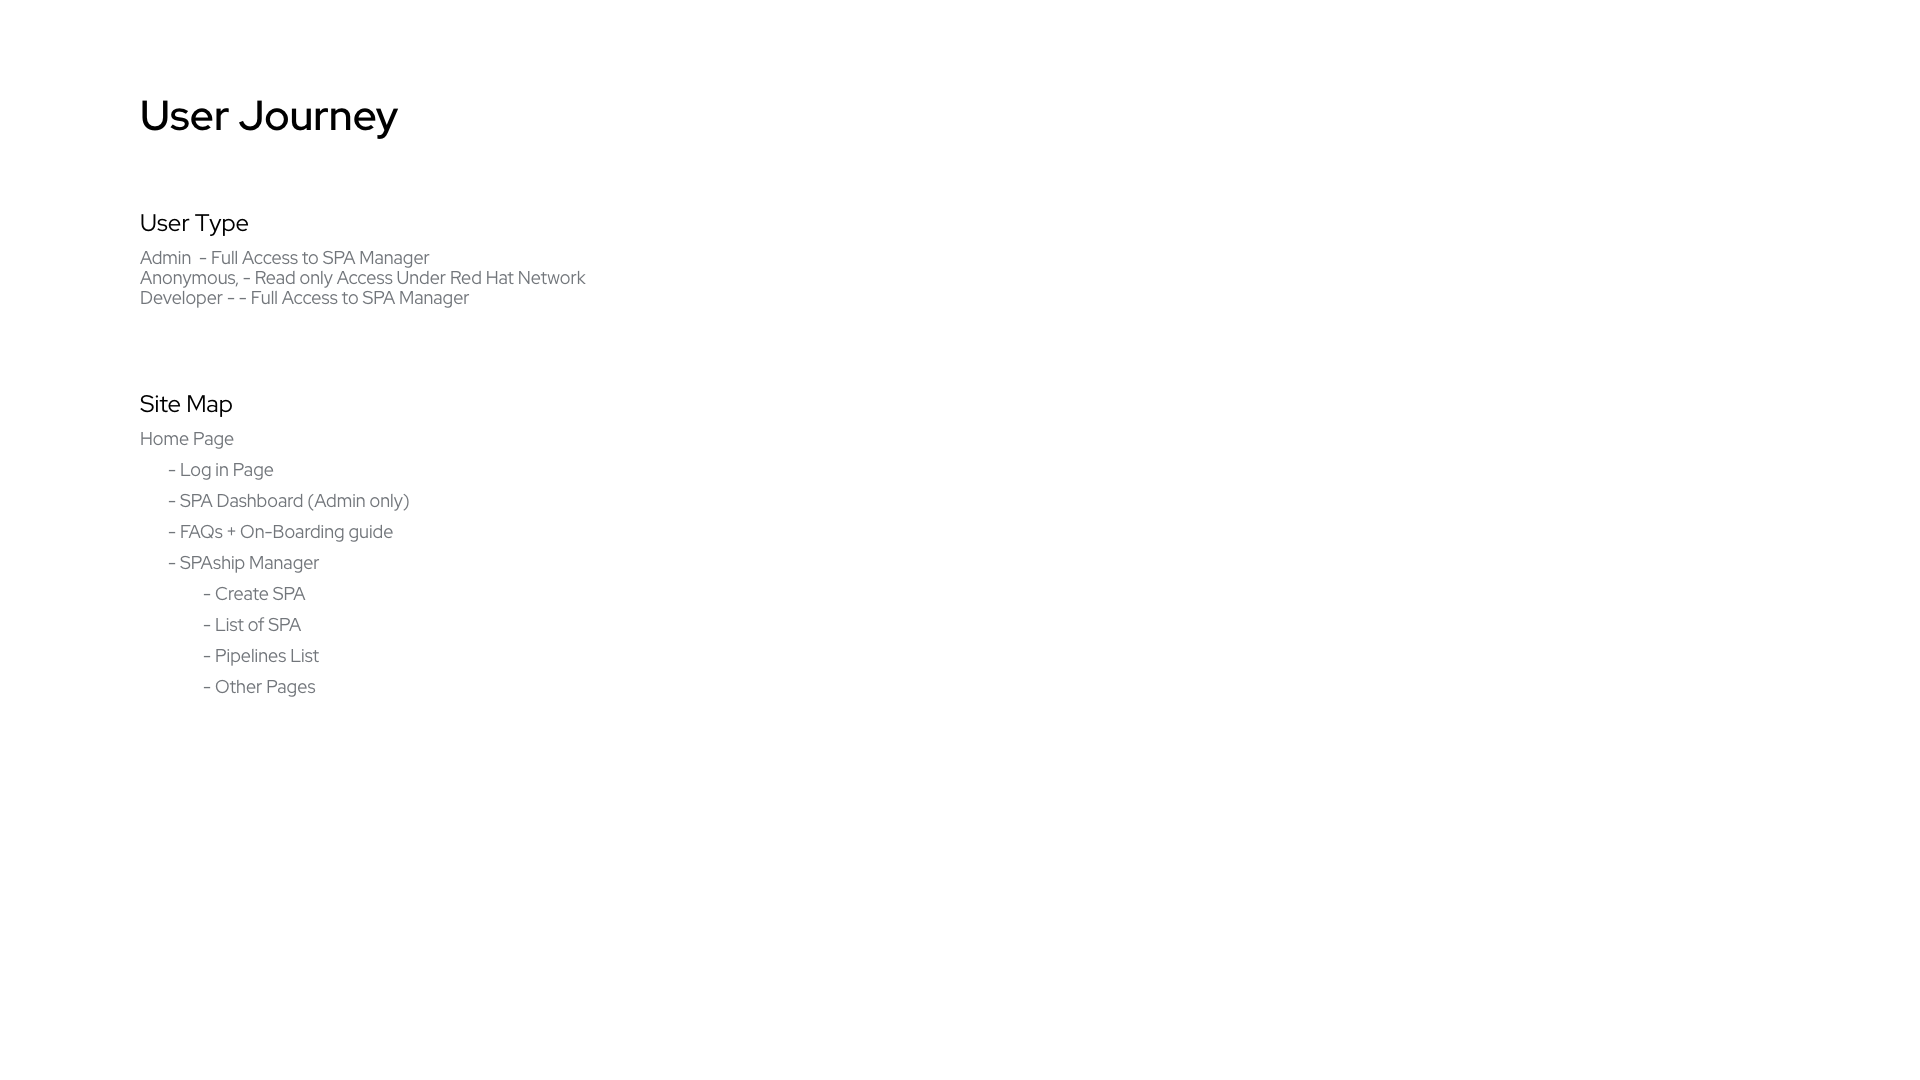 User Journey
User Type
Admin  - Full Access to SPA Manager
Anonymous, - Read only Access Under Red Hat Network
Developer - - Full Access to SPA Manager
Site Map
Home Page
- Log in Page
- SPA Dashboard (Admin only)
- FAQs + On-Boarding guide
- SPAship Manager
- Create SPA
- List of SPA
- Pipelines List
- Other Pages